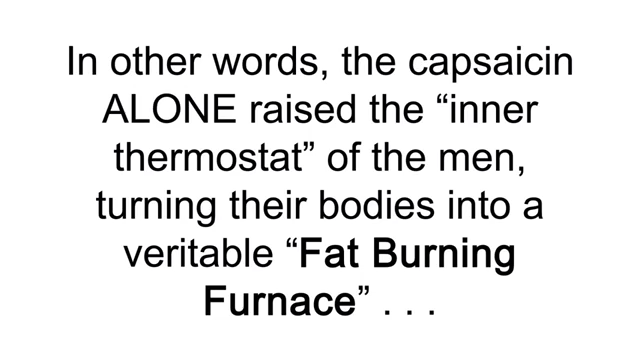 In other words, the capsaicin
ALONE raised the “inner
thermostat” of the men,
turning their bodies into a
veritable “Fat Burning
Furnace” . . .